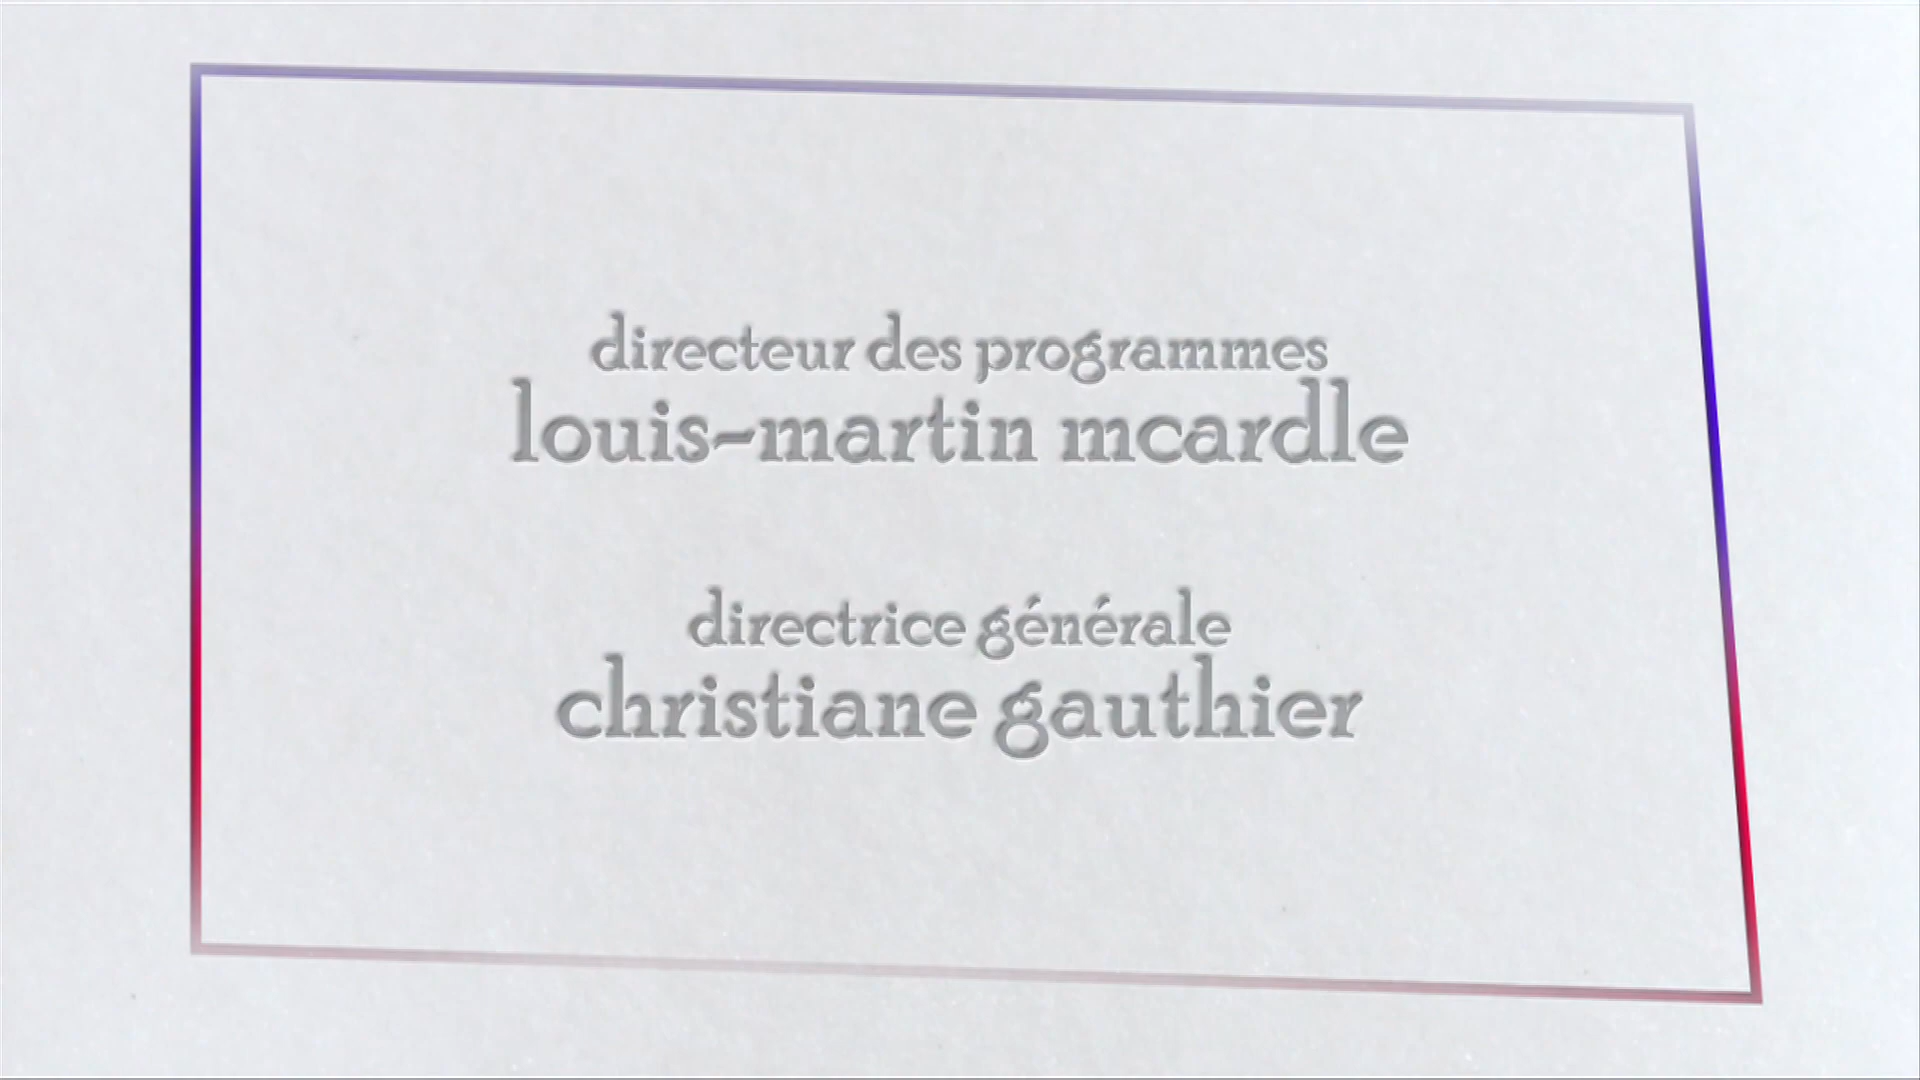 directeur des programmes
louis-martin mcardle
directrice générale
christiane gauthier